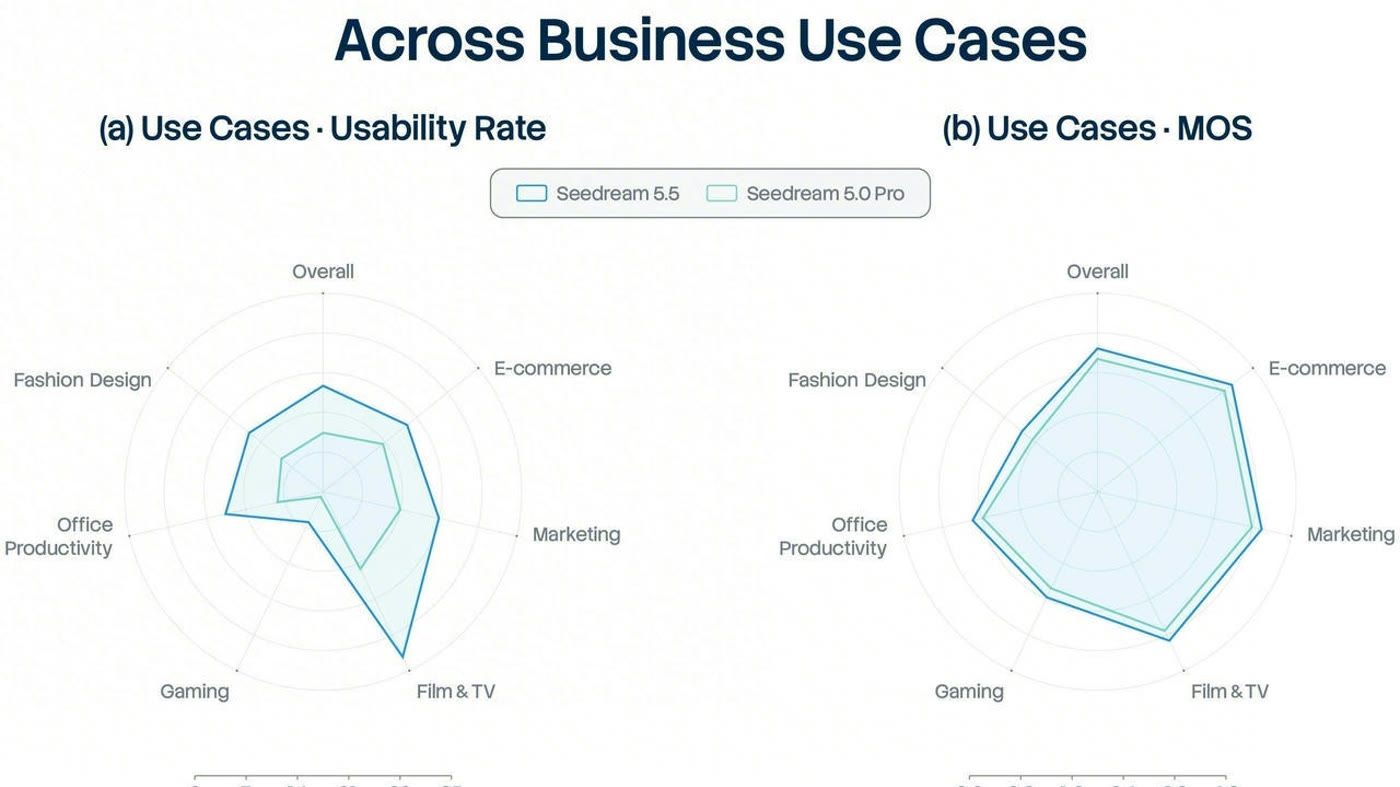 Across Business Use Cases
(a) Use Cases · Usability Rate
(b) Use Cases · MOS
Seedream 5.5
Seedream 5.0 Pro
Overall
E-commerce
Marketing
Film & TV
Gaming
Office
Productivity
Fashion Design
Overall
E-commerce
Marketing
Film & TV
Gaming
Office
Productivity
Fashion Design